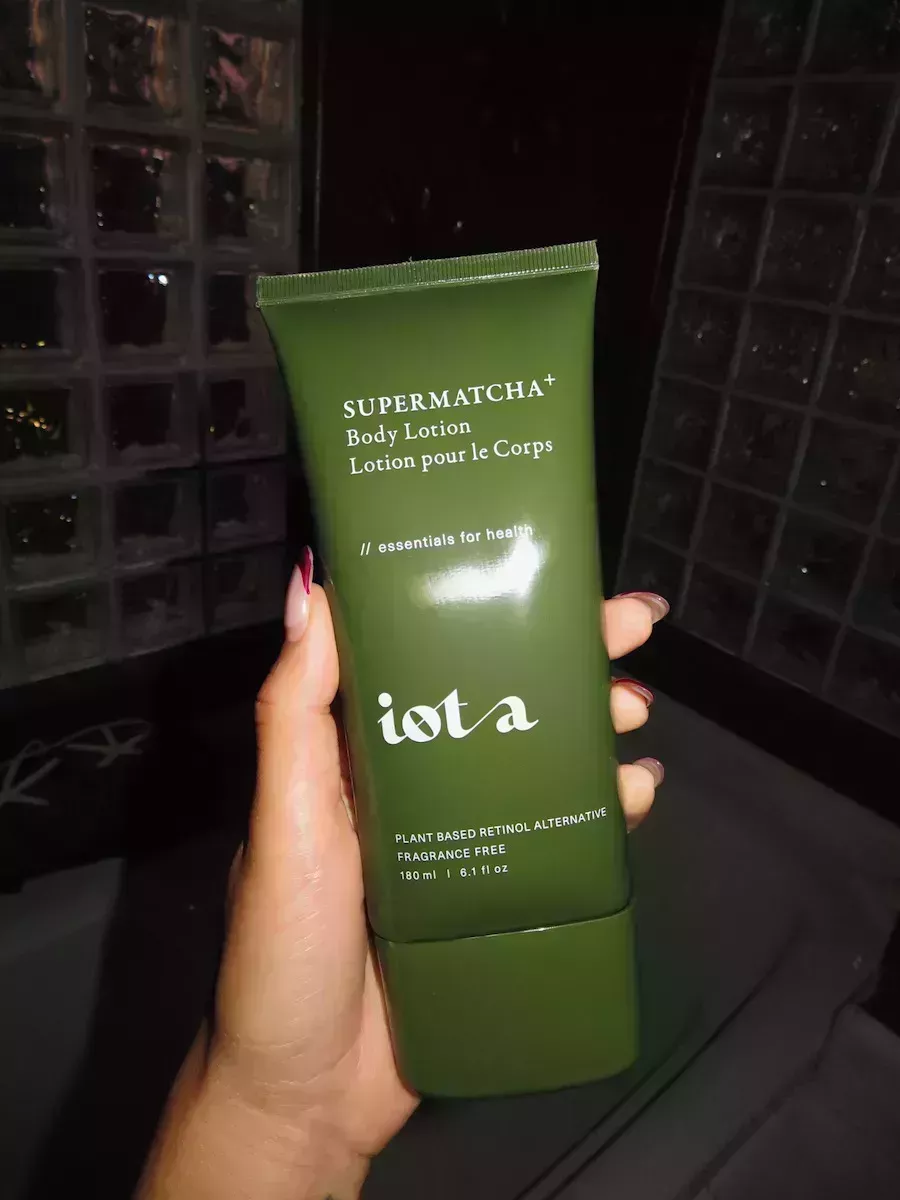 SUPERMATCHA+
Body Lotion
Lotion pour le Corps
// essentials for health
iota
PLANT BASED RETINOL ALTERNATIVE
FRAGRANCE FREE
180 ml | 6.1 fl oz